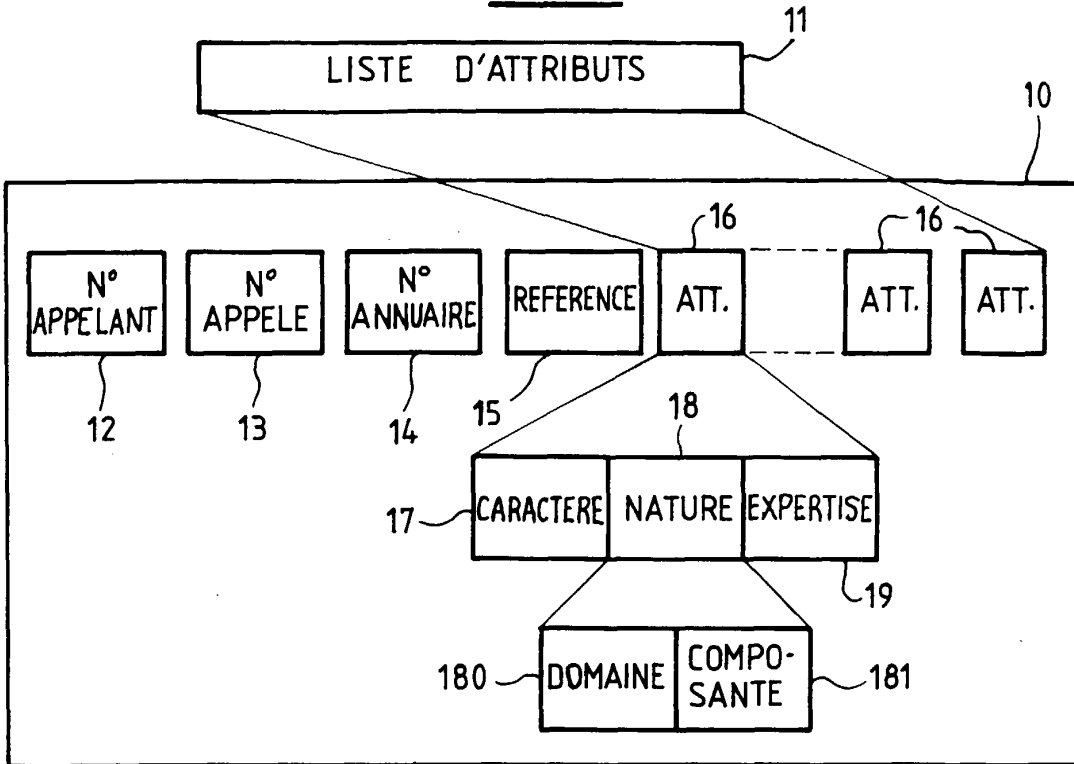 11
LISTE D'ATTRIBUTS
10
16
16
N°
APPELANT
N°
APPELE
N°
ANNUAIRE
REFERENCE
ATT.
ATT.
ATT.
12
13
14
15
18
17
CARACTERE
NATURE
EXPERTISE
19
180
DOMAINE
COMPO-
SANTE
181